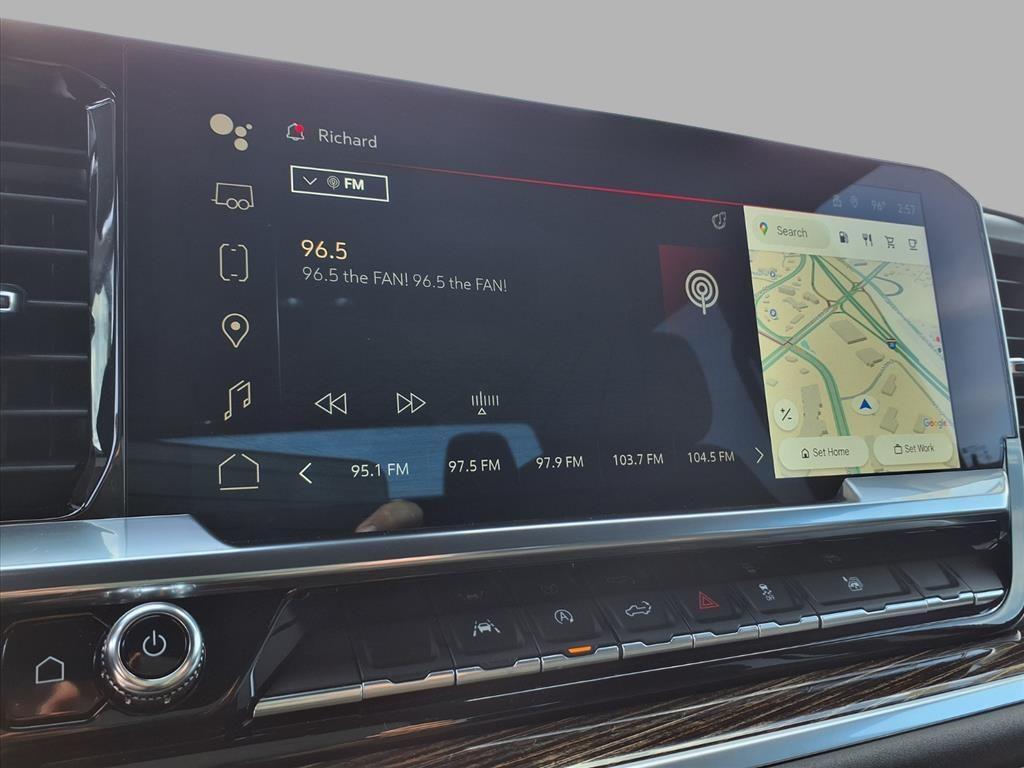 Richard
FM
96° 2:57
96.5
96.5 the FAN! 96.5 the FAN!
Search
Google
Set Home
Set Work
95.1 FM
97.5 FM
97.9 FM
103.7 FM
104.5 FM
A
OFF